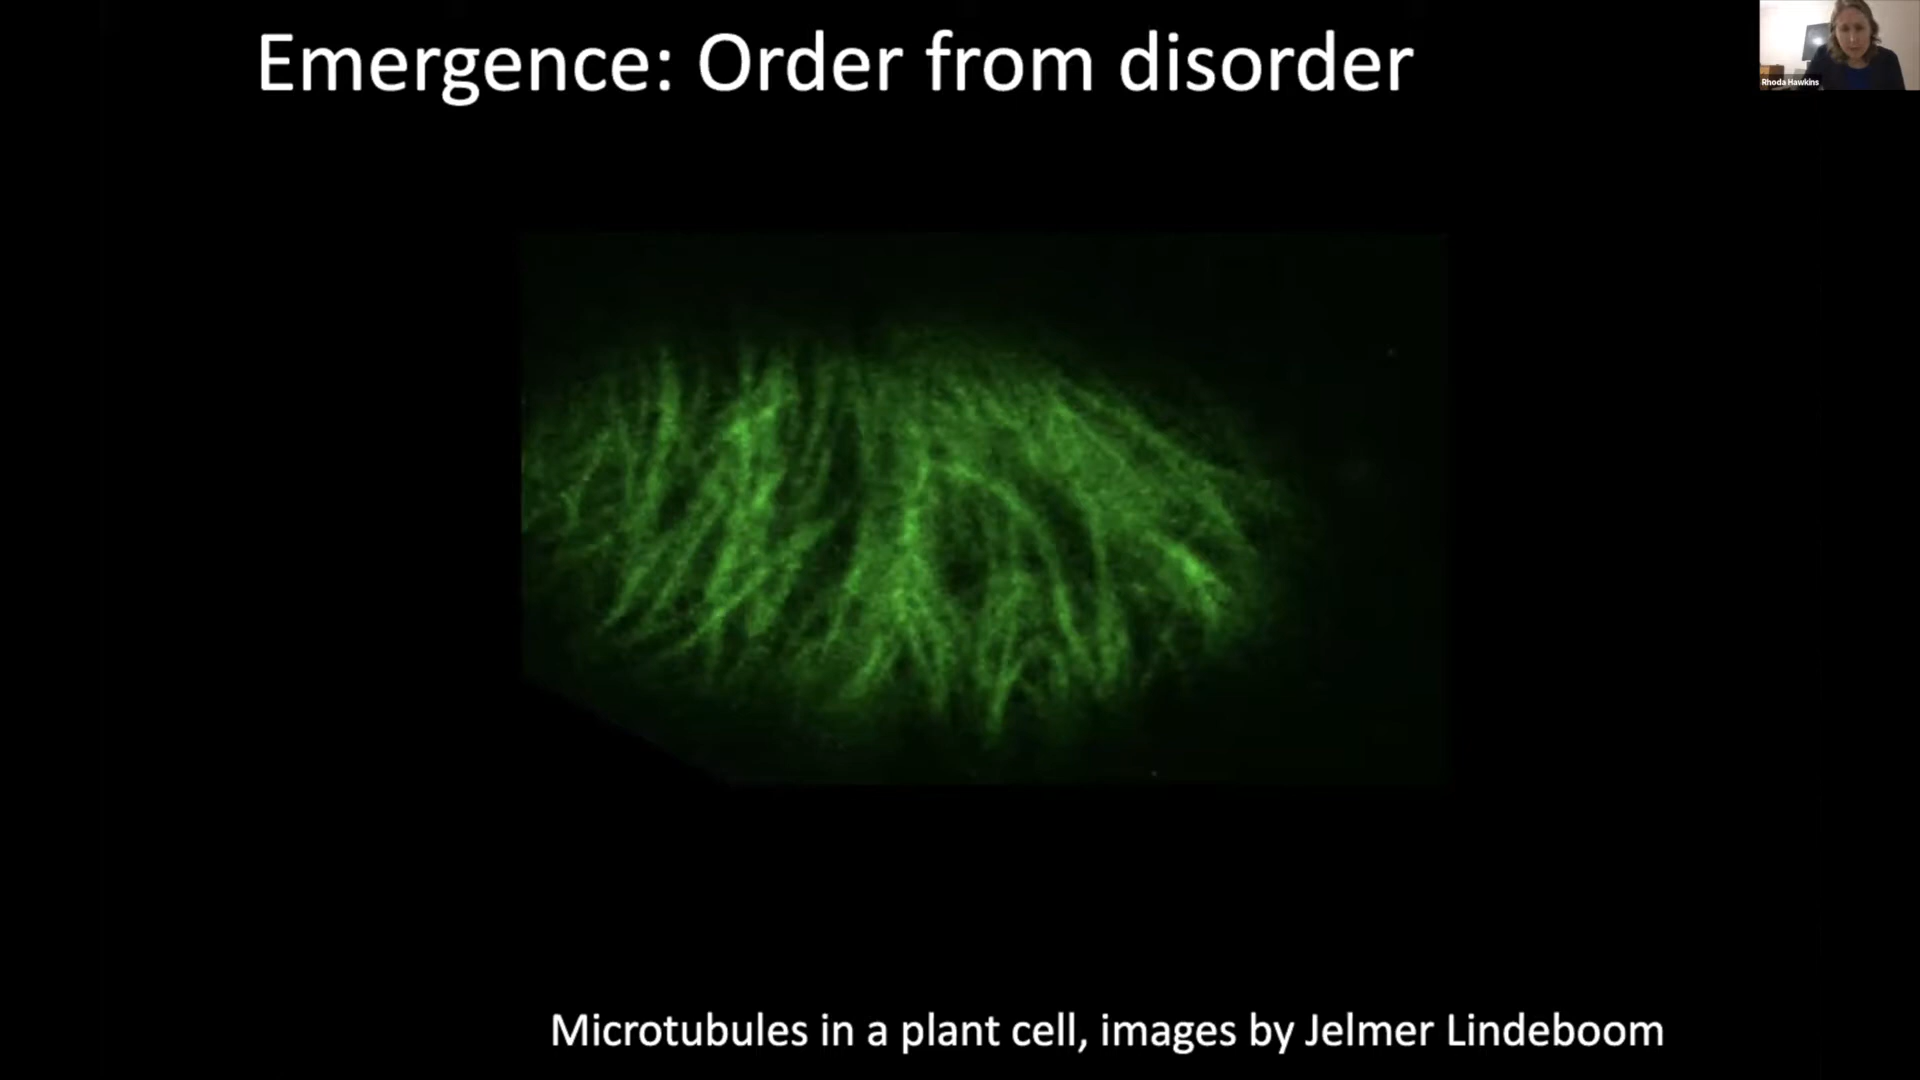 Emergence: Order from disorder
Rhoda Hawkins
Microtubules in a plant cell, images by Jelmer Lindeboom